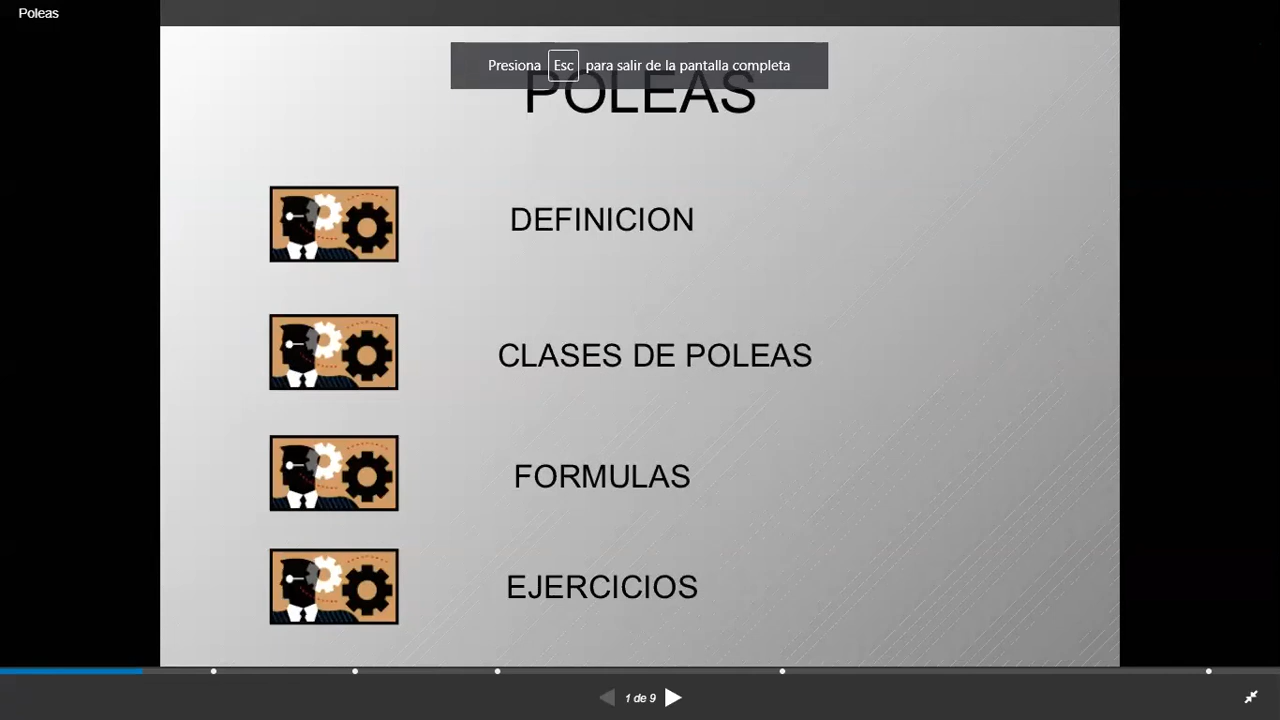 Poleas
Presiona Esc para salir de la pantalla completa
POLEAS
DEFINICION
CLASES DE POLEAS
FORMULAS
EJERCICIOS
1 de 9